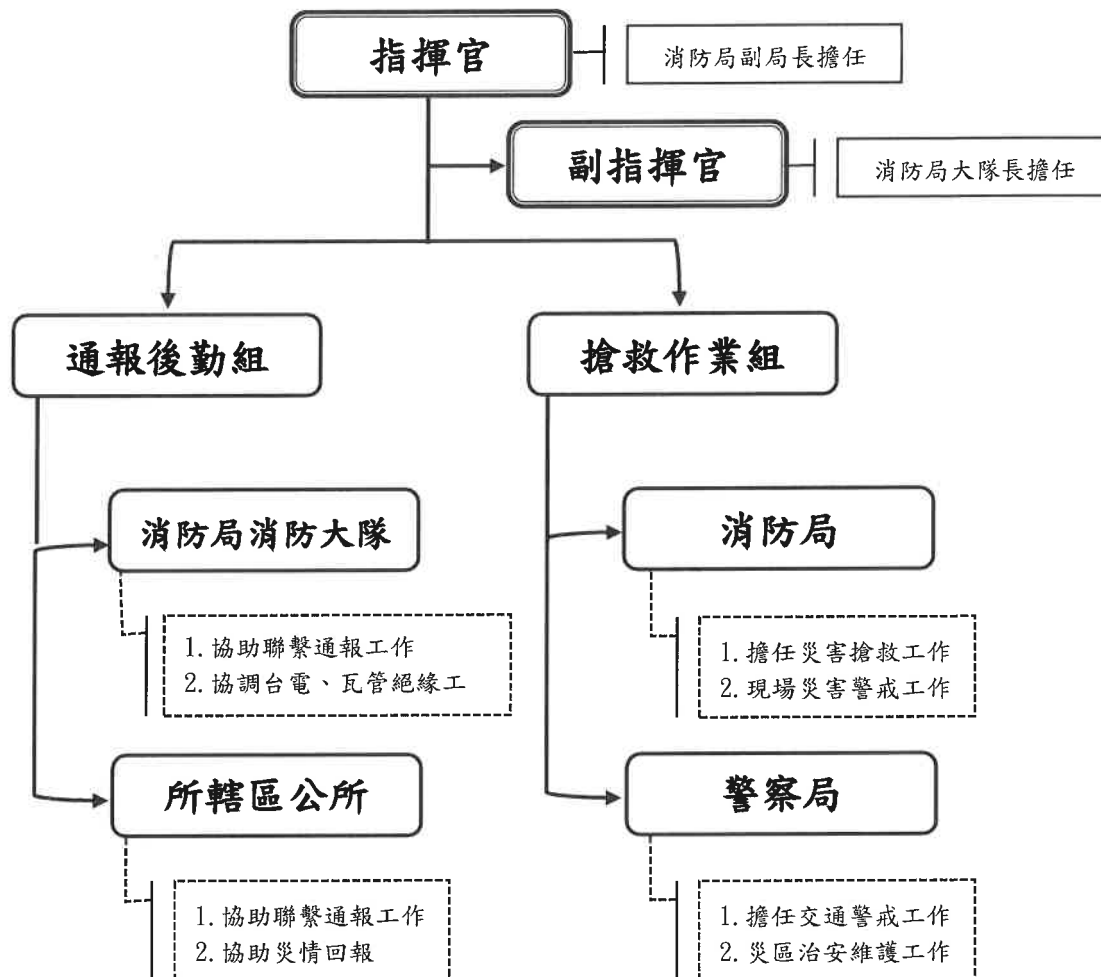 指揮官
消防局副局長擔任
副指揮官
消防局大隊長擔任
通報後勤組
搶救作業組
消防局消防大隊
消防局
1.協助聯繫通報工作
2.協調台電、瓦管絕緣工
1.擔任災害搶救工作
2.現場災害警戒工作
所轄區公所
警察局
1.協助聯繫通報工作
2.協助災情回報
1.擔任交通警戒工作
2.災區治安維護工作